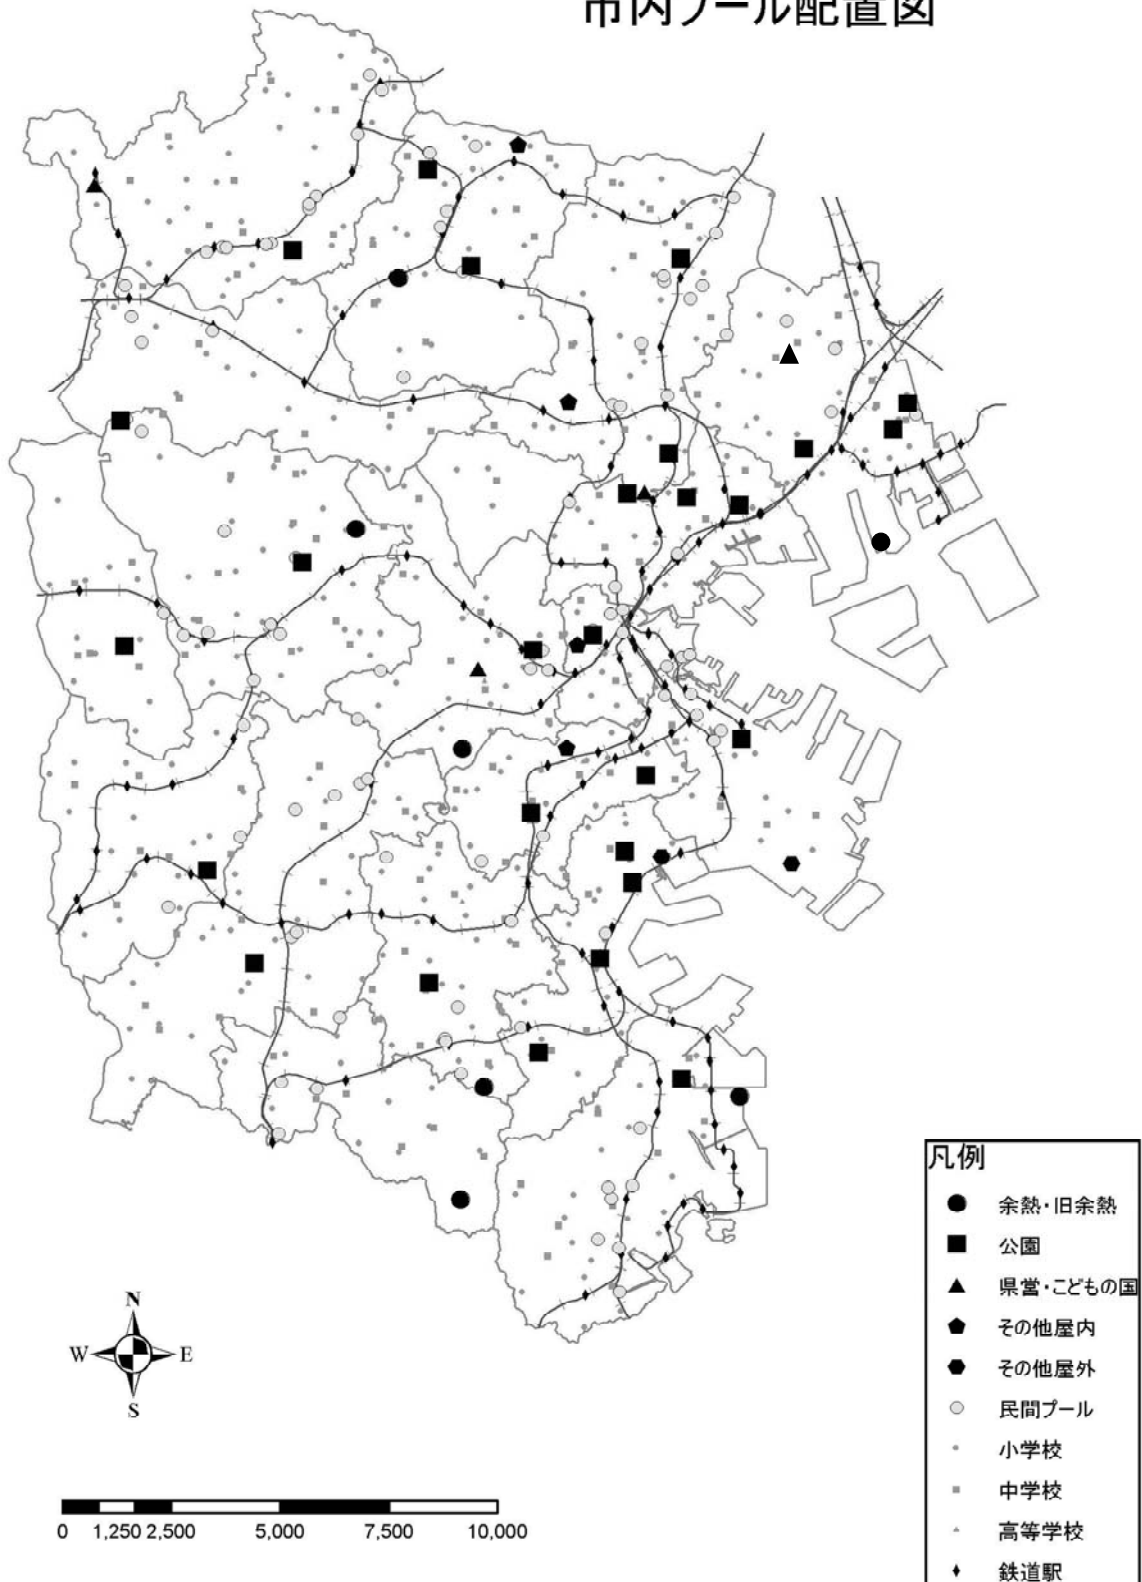 市内プール配置図
凡例
余熱・旧余熱
公園
県営・こどもの国
その他屋内
その他屋外
民間プール
小学校
中学校
高等学校
鉄道駅
N
W E
S
0 1,250 2,500 5,000 7,500 10,000